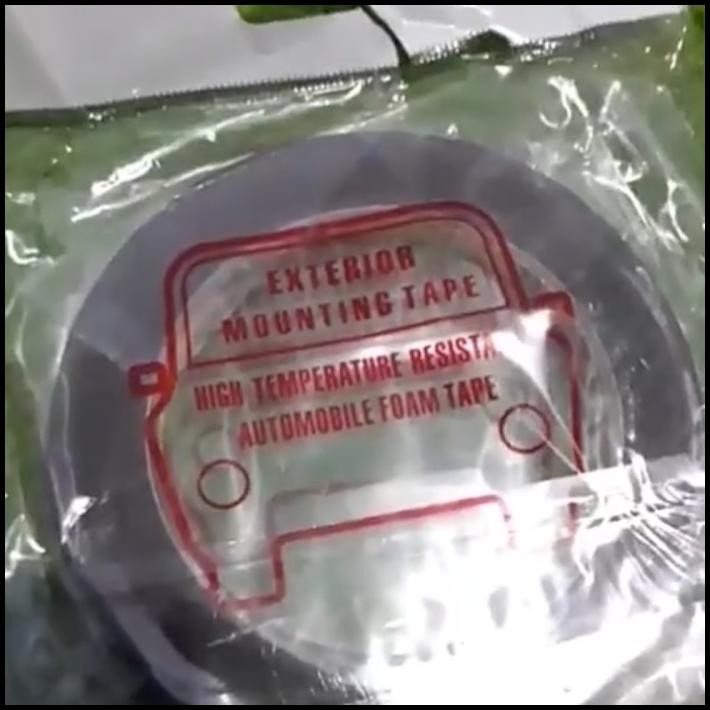 EXTERIOR
MOUNTING TAPE
HIGH TEMPERATURE RESISTA
AUTOMOBILE FOAM TAPE